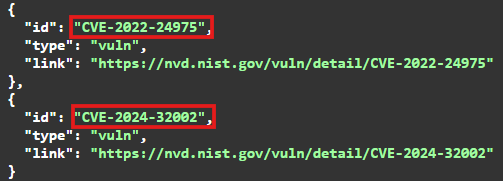 {
"id": "CVE-2022-24975",
"type": "vuln",
"link": "https://nvd.nist.gov/vuln/detail/CVE-2022-24975"
},
{
"id": "CVE-2024-32002",
"type": "vuln",
"link": "https://nvd.nist.gov/vuln/detail/CVE-2024-32002"
}